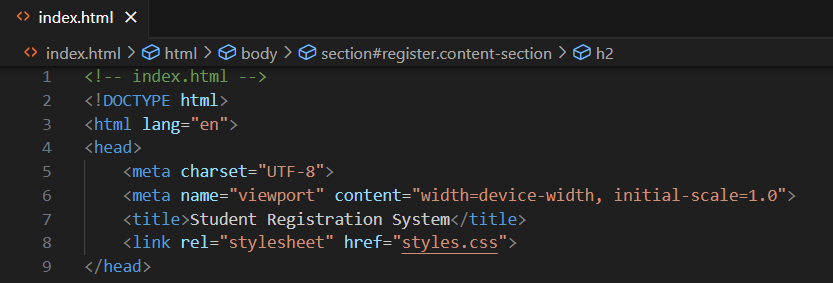 index.html
index.html > html > body > section#register.content-section > h2
1 <!-- index.html -->
2 <!DOCTYPE html>
3 <html lang="en">
4 <head>
5     <meta charset="UTF-8">
6     <meta name="viewport" content="width=device-width, initial-scale=1.0">
7     <title>Student Registration System</title>
8     <link rel="stylesheet" href="styles.css">
9 </head>